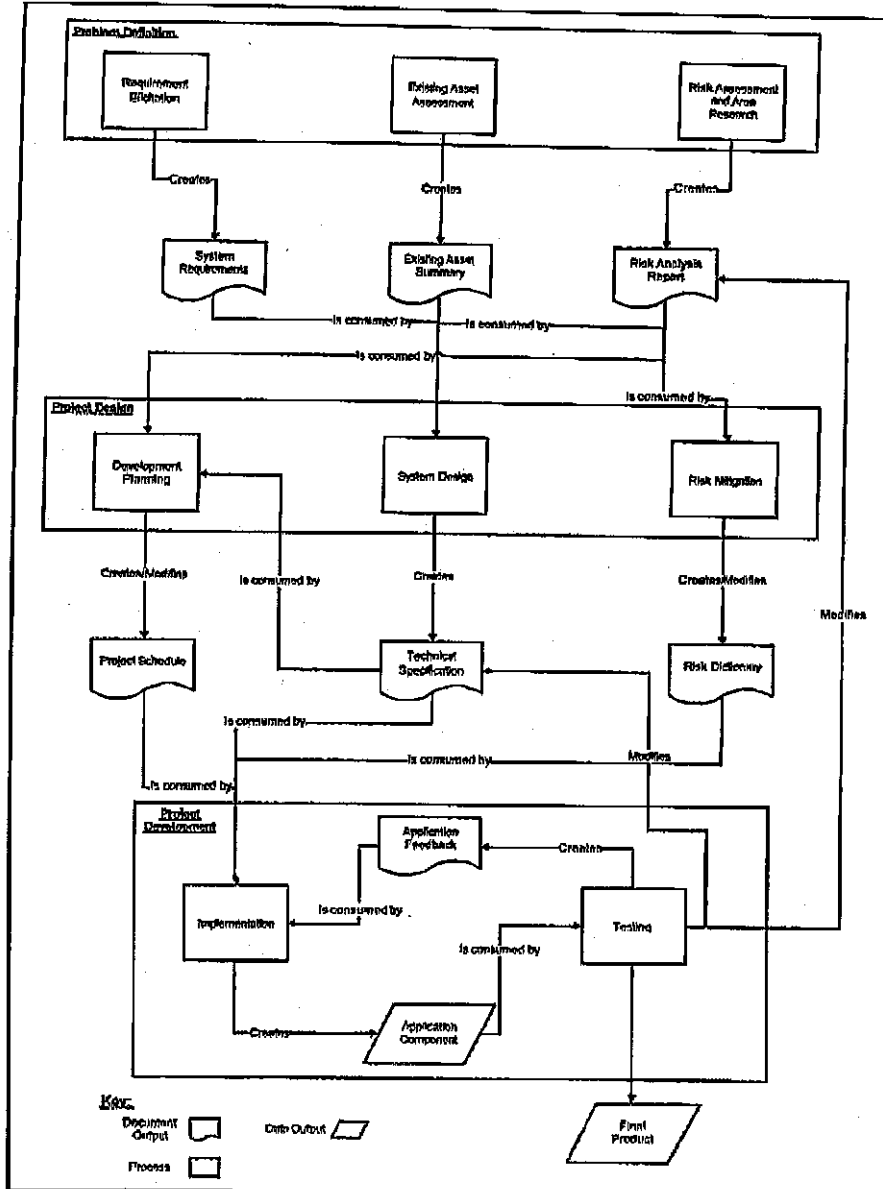 Problem Definition
Requirement
Elicitation
Existing Asset
Assessment
Risk Assessment
and Area
Research
Creates
Creates
Creates
System
Requirements
Existing Asset
Summary
Risk Analysis
Report
Is consumed by
Is consumed by
Is consumed by
Is consumed by
Project Design
Development
Planning
System Design
Risk Mitigation
Creates/Modifies
Is consumed by
Creates
Creates/Modifies
Modifies
Project Schedule
Technical
Specification
Risk Dictionary
Is consumed by
Is consumed by
Modifies
Is consumed by
Project
Development
Application
Feedback
Creates
Is consumed by
Implementation
Testing
Is consumed by
Creates
Application
Component
Key:
Document
Output
Data Output
Process
Final
Product